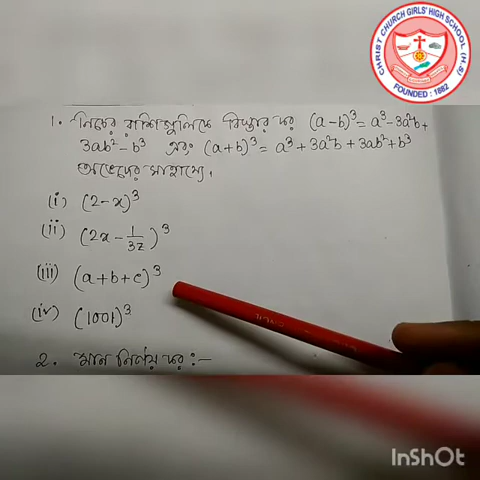 CHRIST CHURCH GIRLS' HIGH SCHOOL (H.S)
FOUNDED : 1882
1. নিচের রাশিগুলিকে বিস্তার কর (a-b)³ = a³-3a²b+
3ab²-b³ এবং (a+b)³ = a³+3a²b+3ab²+b³
অভেদের সাহায্যে।
(i) (2-x)³
(ii) (2x - 1/3z)³
(iii) (a+b+c)³
(iv) (1001)³
2. মান নির্ণয় কর :-
InShOt